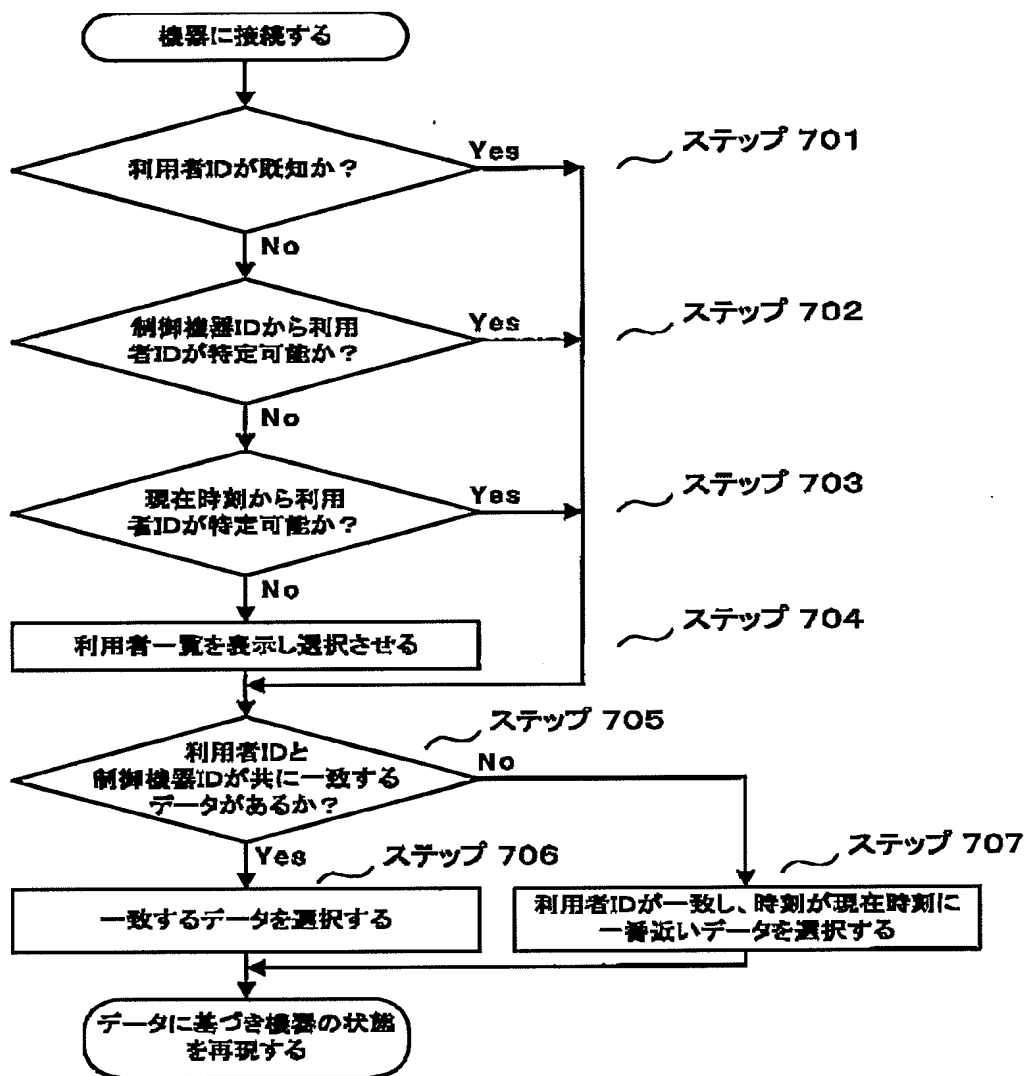 機器に接続する
利用者IDが既知か？
Yes
ステップ 701
No
制御機器IDから利用
者IDが特定可能か？
Yes
ステップ 702
No
現在時刻から利用
者IDが特定可能か？
Yes
ステップ 703
No
利用者一覧を表示し選択させる
ステップ 704
利用者IDと
制御機器IDが共に一致する
データがあるか？
ステップ 705
No
Yes
ステップ 706
ステップ 707
一致するデータを選択する
利用者IDが一致し、時刻が現在時刻に
一番近いデータを選択する
データに基づき機器の状態
を再現する